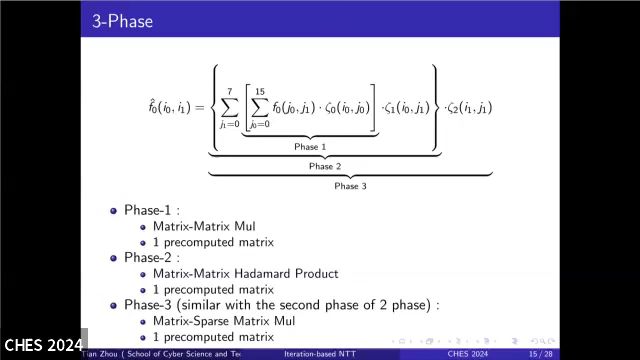 3-Phase
f̂₀(i₀, i₁) = { ∑_{j₁=0}^{7} [ ∑_{j₀=0}^{15} f₀(j₀, j₁) · ζ₀(i₀, j₀) ] · ζ₁(i₀, j₁) } · ζ₂(i₁, j₁)
Phase 1
Phase 2
Phase 3
Phase-1 :
Matrix-Matrix Mul
1 precomputed matrix
Phase-2 :
Matrix-Matrix Hadamard Product
1 precomputed matrix
Phase-3 (similar with the second phase of 2 phase) :
Matrix-Sparse Matrix Mul
1 precomputed matrix
CHES 2024
Tian Zhou ( School of Cyber Science and Tec Iteration-based NTT CHES 2024 15 / 28